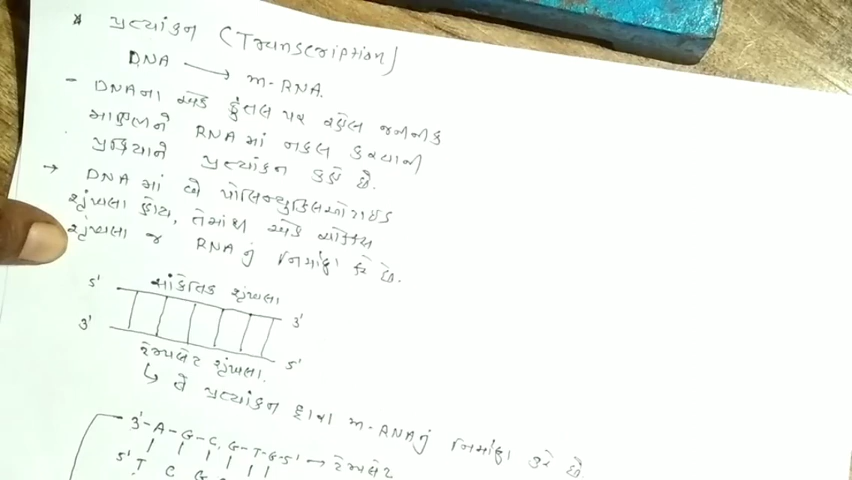 * પ્રત્યાંકન (Transcription)
DNA → m-RNA.
- DNAના એક કુંતલ પર રહેલ જનીનીક
માહિતીને RNA માં નકલ કરવાની
પ્રક્રિયાને પ્રત્યાંકન કહે છે.
→ DNA માં બે પોલિન્યુક્લિઓટાઇડ
શૃંખલા હોય, તેમાંથી એક ચોક્કસ
શૃંખલા જ RNA નું નિર્માણ કરે છે.
5' સાંકેતિક શૃંખલા 3'
3' ટેમ્પલેટ શૃંખલા. 5'
↳ તે પ્રત્યાંકન દ્વારા m-RNAનું નિર્માણ કરે છે
3'-A-G-C-G-T-G-5' → ટેમ્પલેટ
5' T C G